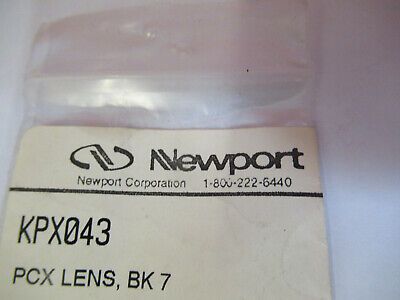 Newport
Newport Corporation 1-800-222-6440
KPX043
PCX LENS, BK 7